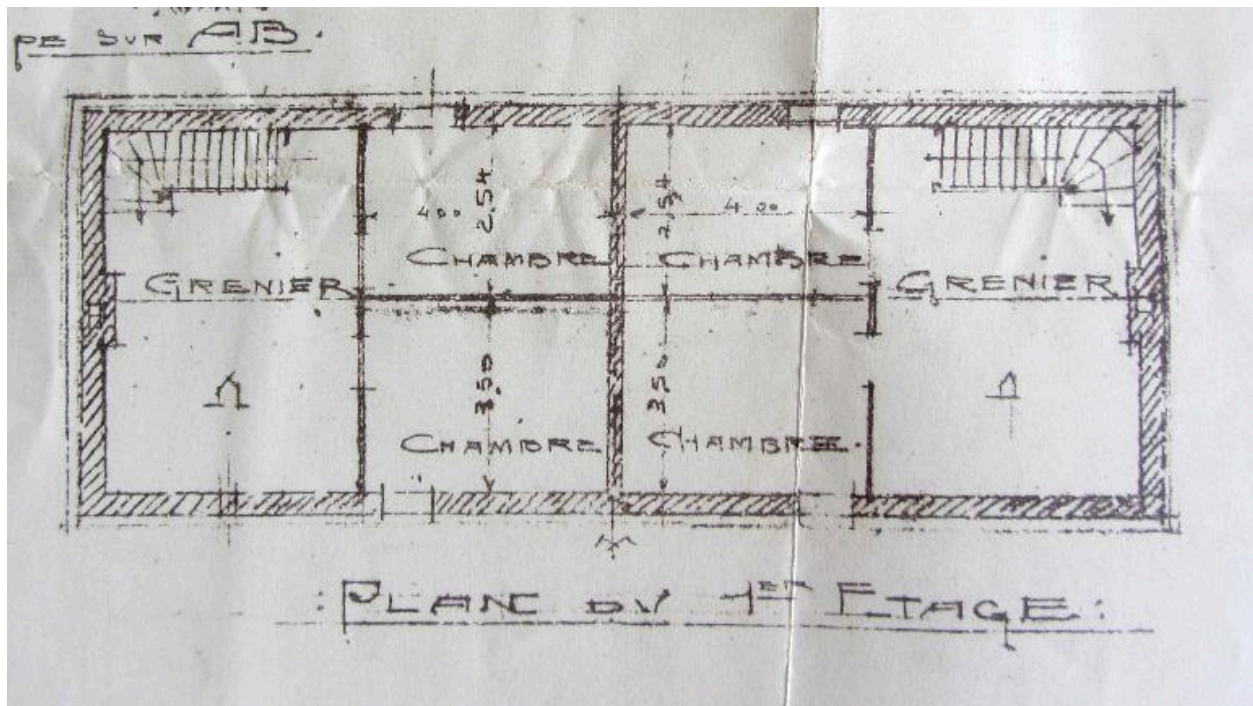 PE SUR AB.
4.00 2.54 2.54 4.00
CHAMBRE CHAMBRE
GRENIER GRENIER
3.50 3.50
CHAMBRE CHAMBRE.
: PLAN DU 1ER ETAGE :